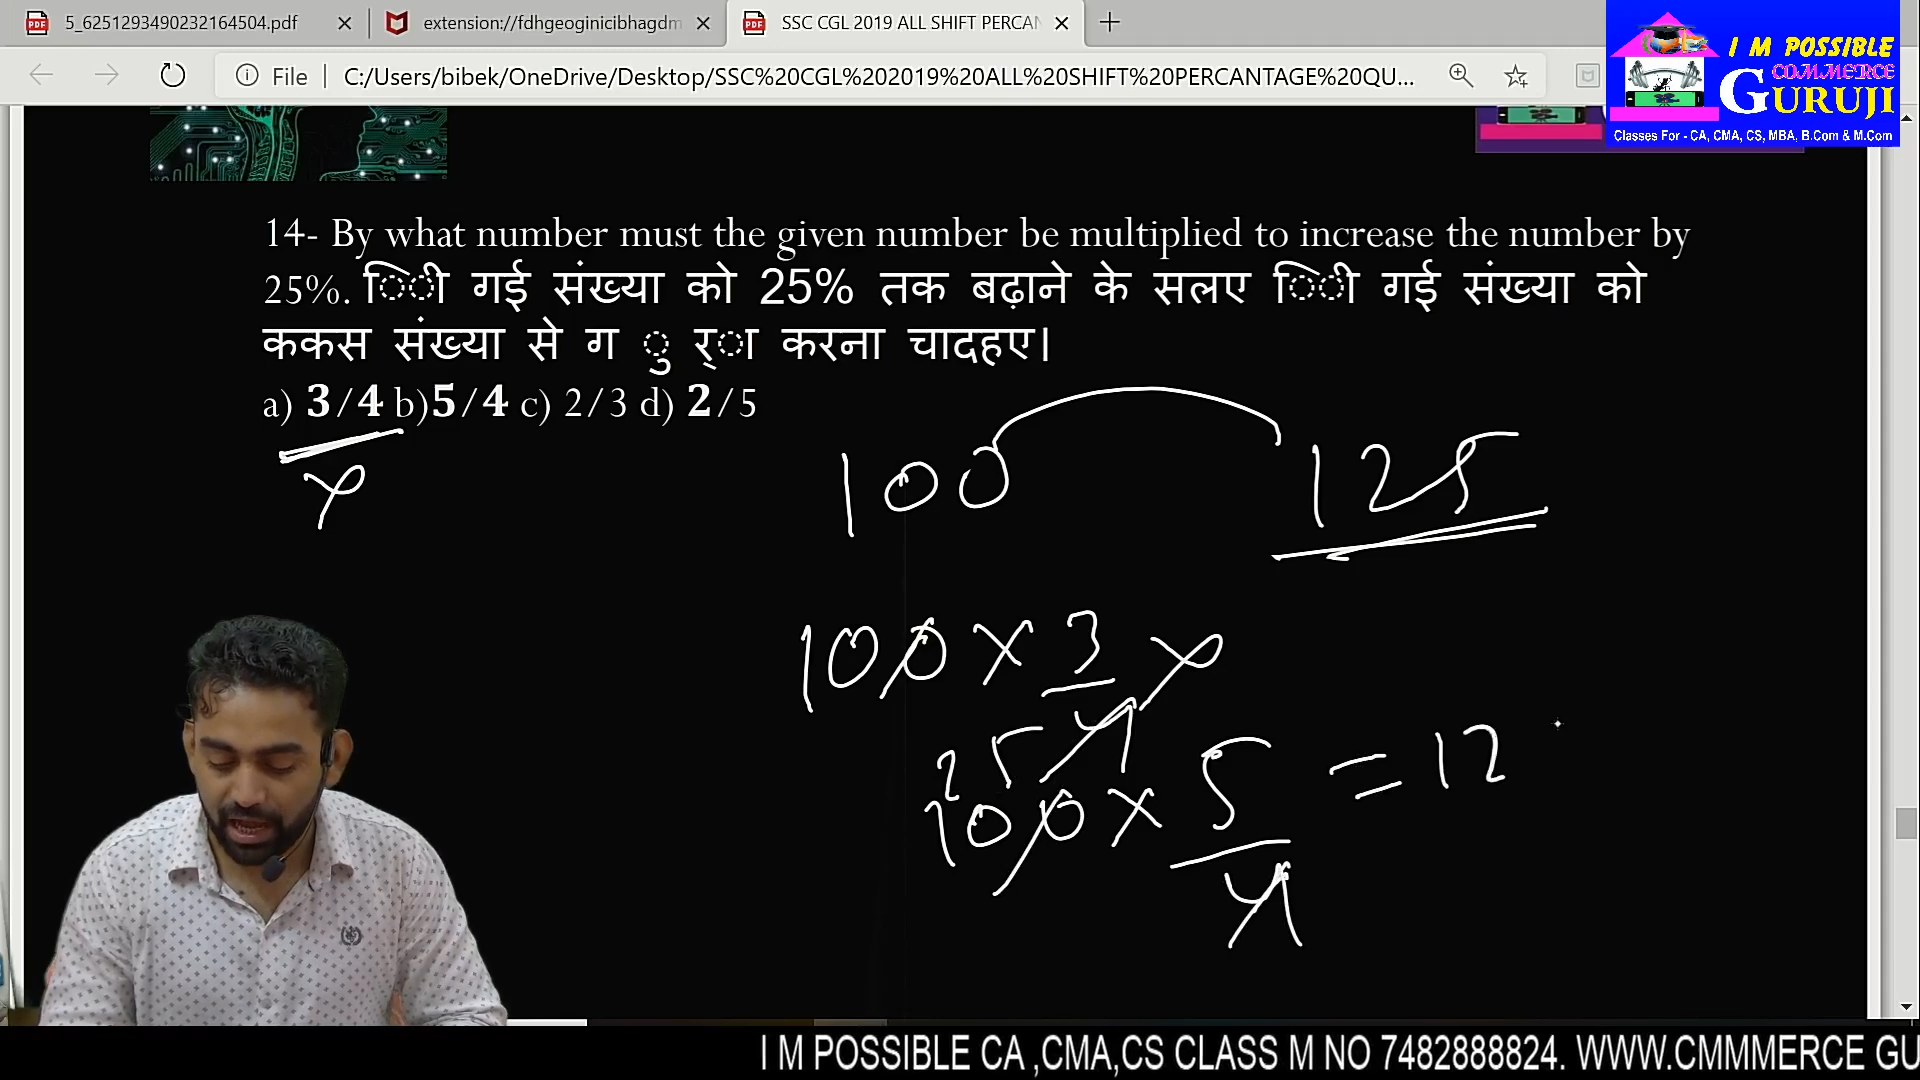 5_6251293490232164504.pdf
extension://fdhgeoginicibhagdm
SSC CGL 2019 ALL SHIFT PERCAN
File
C:/Users/bibek/OneDrive/Desktop/SSC%20CGL%202019%20ALL%20SHIFT%20PERCANTAGE%20QU...
I M POSSIBLE
COMMERCE
GURUJI
Classes For - CA, CMA, CS, MBA, B.Com & M.Com
14- By what number must the given number be multiplied to increase the number by
25%. िंदी गई संख्या को 25% तक बढ़ाने के सलए िंदी गई संख्या को
ककस संख्या से ग ु र््ा करना चादहए।
a) 3/4 b)5/4 c) 2/3 d) 2/5
100 125
100 × 3
4
25
100 × 5 = 12
4
I M POSSIBLE CA ,CMA,CS CLASS M NO 7482888824. WWW.CMMMERCE GU